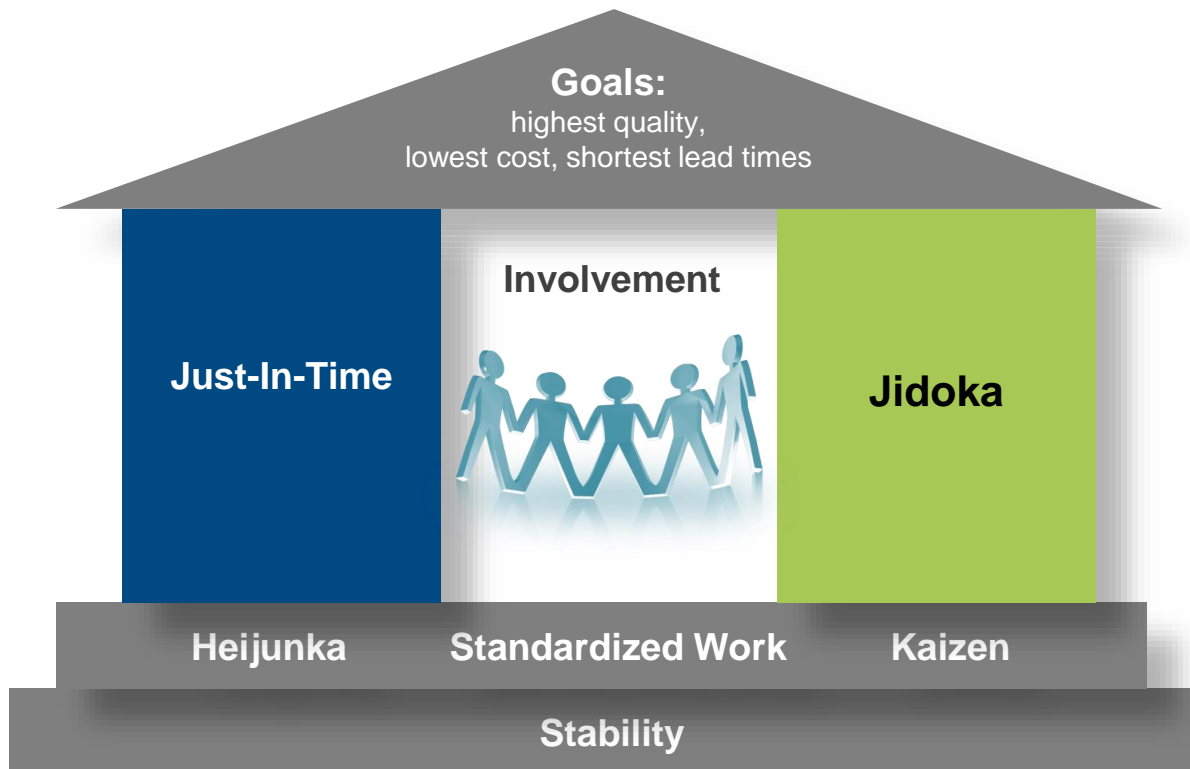 Goals:
highest quality,
lowest cost, shortest lead times
Involvement
Just-In-Time
Jidoka
Heijunka
Standardized Work
Kaizen
Stability